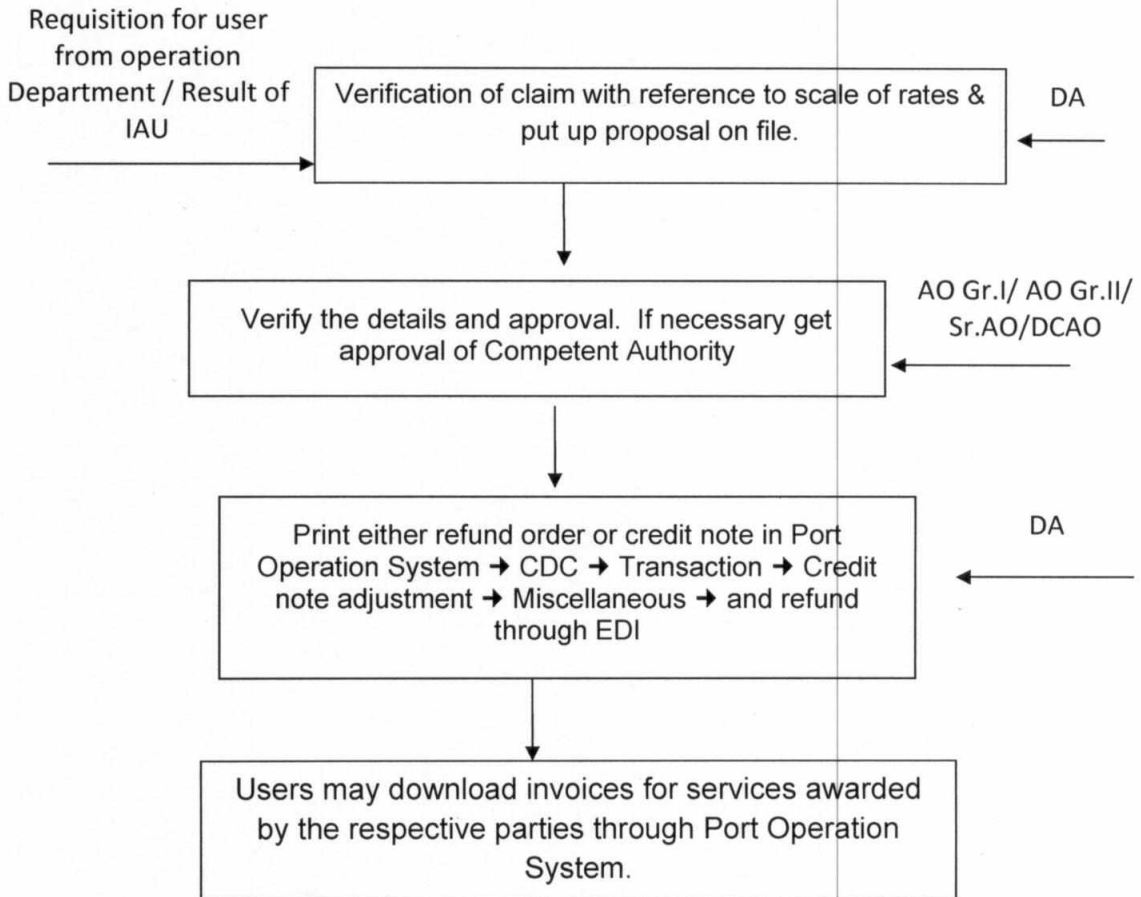 Requisition for user
from operation
Department / Result of
IAU
Verification of claim with reference to scale of rates &
put up proposal on file.
DA
Verify the details and approval.  If necessary get
approval of Competent Authority
AO Gr.I/ AO Gr.II/
Sr.AO/DCAO
Print either refund order or credit note in Port
Operation System → CDC → Transaction → Credit
note adjustment → Miscellaneous → and refund
through EDI
DA
Users may download invoices for services awarded
by the respective parties through Port Operation
System.